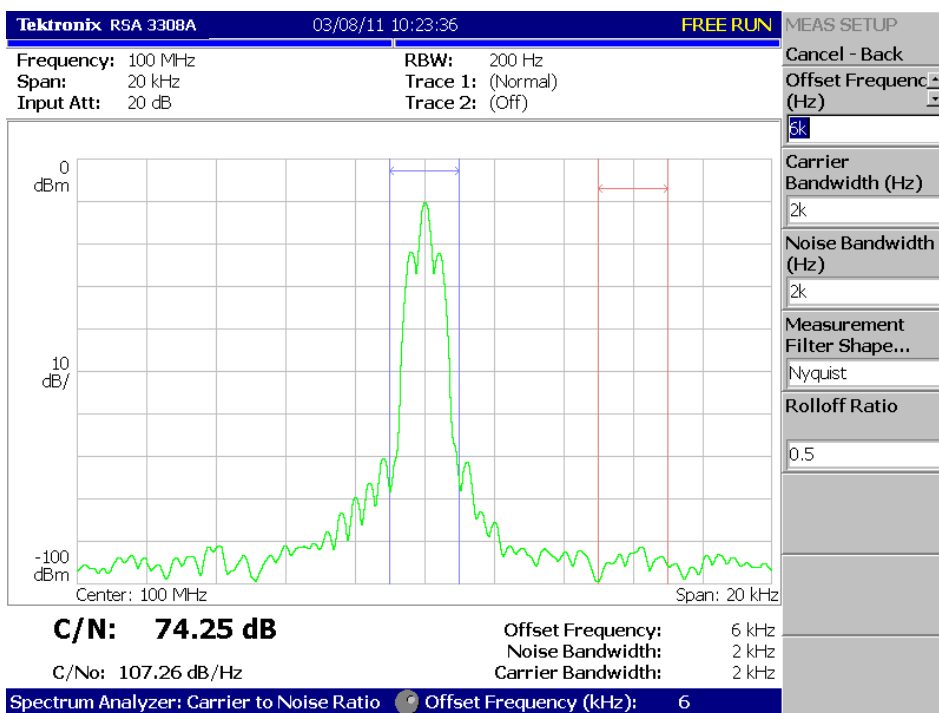 Tektronix RSA 3308A 03/08/11 10:23:36 FREE RUN
Frequency: 100 MHz RBW: 200 Hz
Span: 20 kHz Trace 1: (Normal)
Input Att: 20 dB Trace 2: (Off)
0
dBm
10
dB/
-100
dBm
Center: 100 MHz Span: 20 kHz
C/N: 74.25 dB
C/No: 107.26 dB/Hz
Offset Frequency: 6 kHz
Noise Bandwidth: 2 kHz
Carrier Bandwidth: 2 kHz
Spectrum Analyzer: Carrier to Noise Ratio Offset Frequency (kHz): 6
MEAS SETUP
Cancel - Back
Offset Frequenc
(Hz)
6k
Carrier
Bandwidth (Hz)
2k
Noise Bandwidth
(Hz)
2k
Measurement
Filter Shape...
Nyquist
Rolloff Ratio
0.5